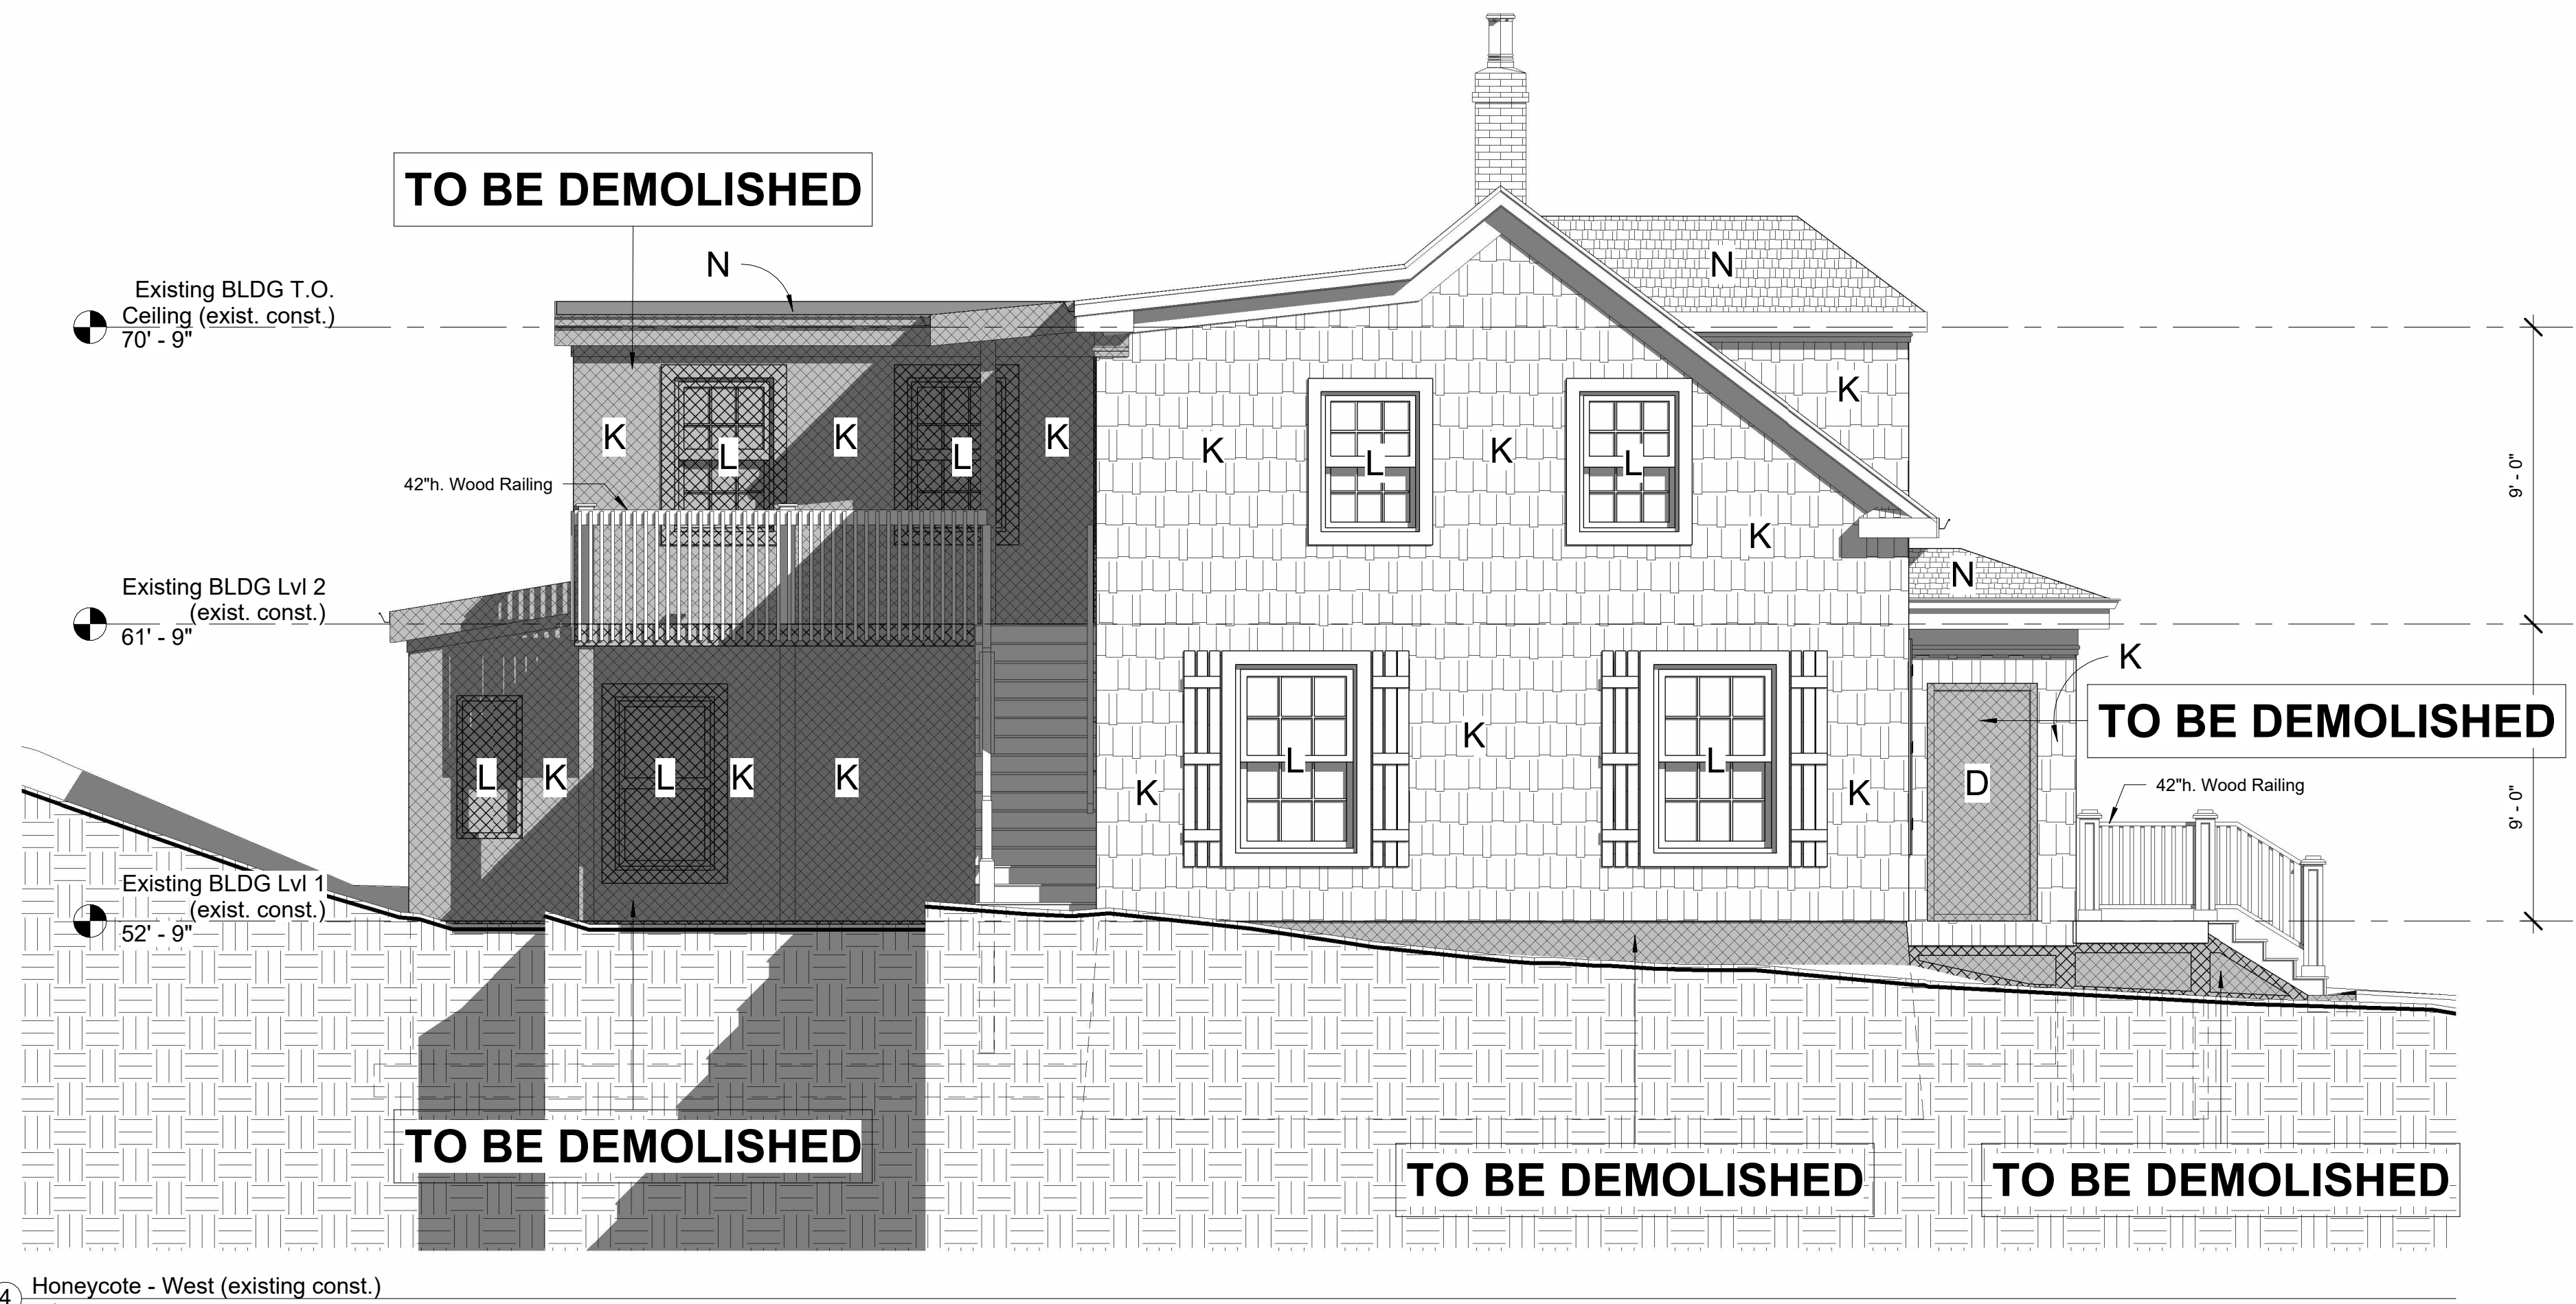 TO BE DEMOLISHED
N
N
Existing BLDG T.O.
Ceiling (exist. const.)
70' - 9"
K
K
L
K
L
K
K
L
K
L
9' - 0"
42"h. Wood Railing
K
Existing BLDG Lvl 2
(exist. const.)
61' - 9"
N
K
TO BE DEMOLISHED
L
K
L
K
K
K
L
K
L
K
D
42"h. Wood Railing
9' - 0"
Existing BLDG Lvl 1
(exist. const.)
52' - 9"
TO BE DEMOLISHED
TO BE DEMOLISHED
TO BE DEMOLISHED
4
Honeycote - West (existing const.)